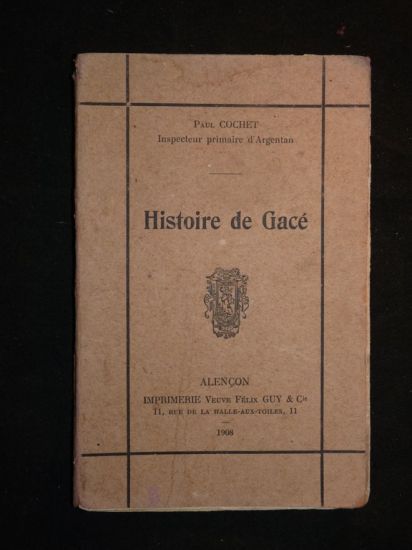 PAUL COCHET
Inspecteur primaire d'Argentan
Histoire de Gacé
ALENÇON
IMPRIMERIE VEUVE FÉLIX GUY & Cie
11, RUE DE LA HALLE-AUX-TOILES, 11
1908